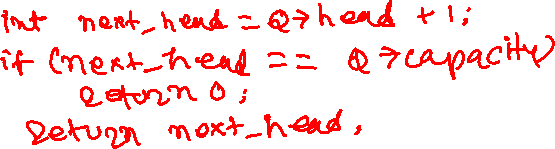 int next_head = Q->head + 1;
if (next_head == Q->capacity)
return 0;
return next_head.